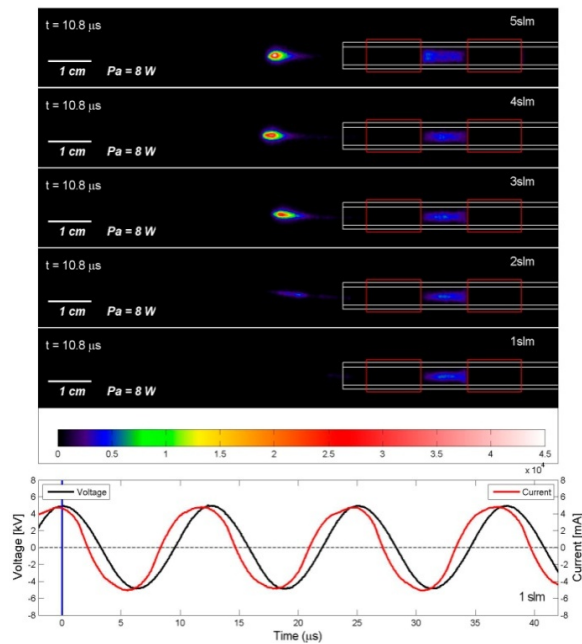 t = 10.8 μs 5slm
1 cm Pa = 8 W
t = 10.8 μs 4slm
1 cm Pa = 8 W
t = 10.8 μs 3slm
1 cm Pa = 8 W
t = 10.8 μs 2slm
1 cm Pa = 8 W
t = 10.8 μs 1slm
1 cm Pa = 8 W
0 0.5 1 1.5 2 2.5 3 3.5 4 4.5
x 10⁴
8 8
6 Voltage Current 6
4 4
2 2
0 0
-2 -2
-4 -4
-6 1 slm -6
-8 -8
Voltage [kV]
Current [mA]
0 5 10 15 20 25 30 35 40
Time (μs)